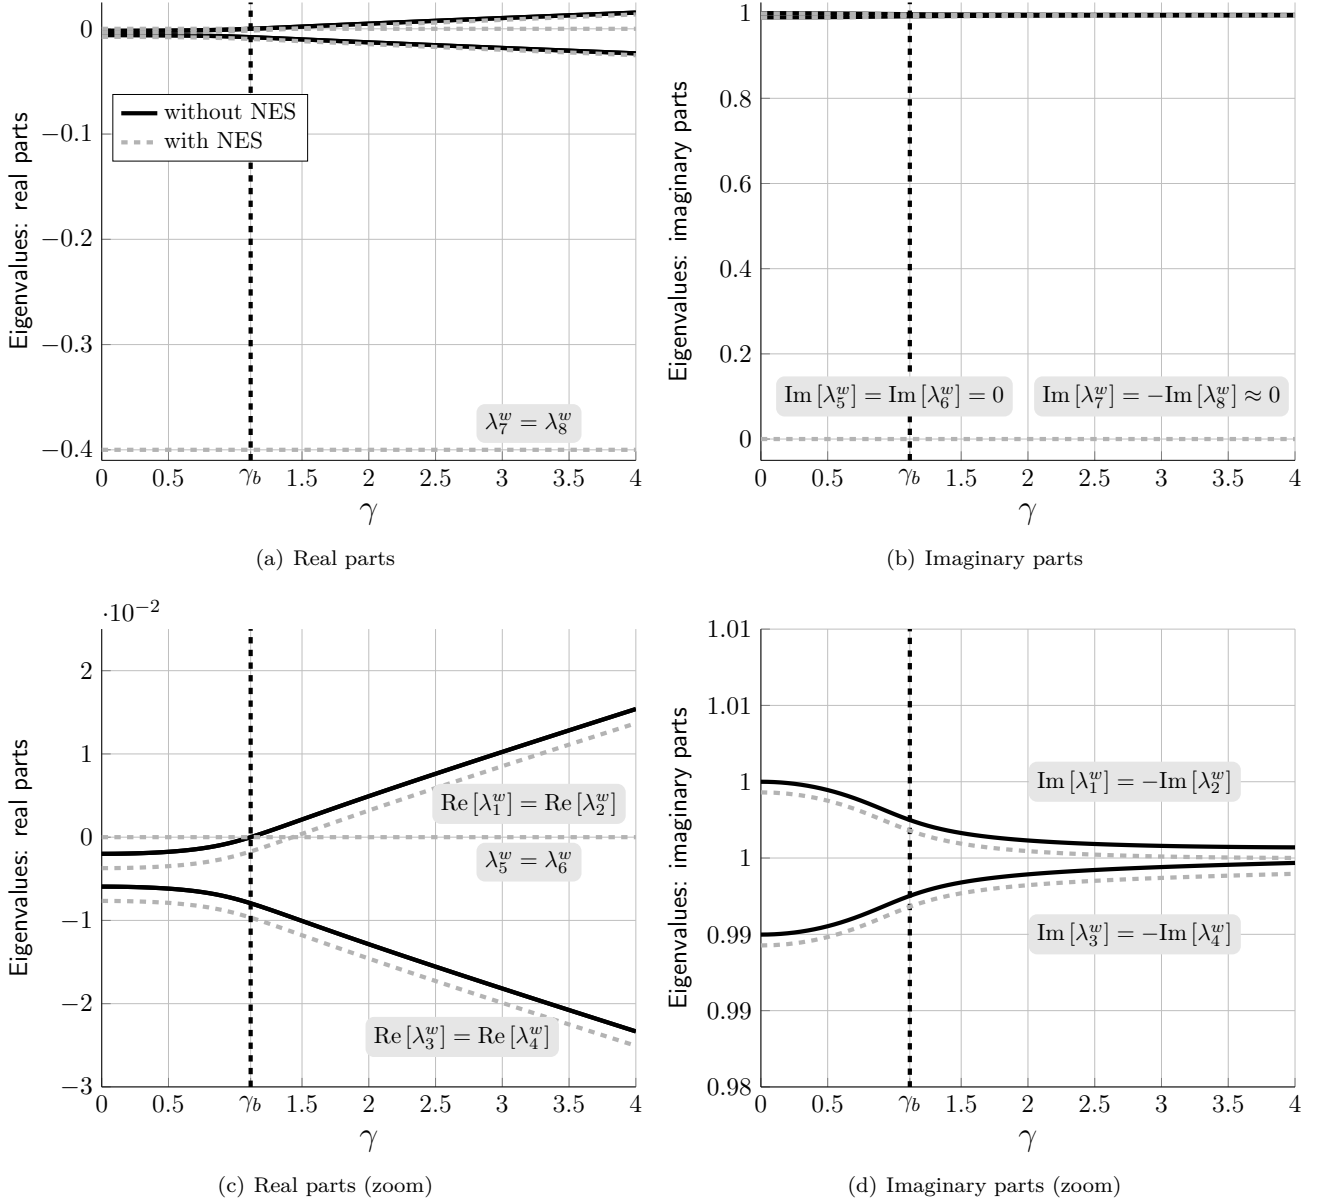 0
−0.1
−0.2
−0.3
−0.4
Eigenvalues: real parts
without NES
with NES
λ₇ʷ = λ₈ʷ
0 0.5 γb 1.5 2 2.5 3 3.5 4
γ
(a) Real parts
1
0.8
0.6
0.4
0.2
0
Eigenvalues: imaginary parts
Im [λ₅ʷ] = Im [λ₆ʷ] = 0
Im [λ₇ʷ] = −Im [λ₈ʷ] ≈ 0
0 0.5 γb 1.5 2 2.5 3 3.5 4
γ
(b) Imaginary parts
·10⁻²
2
1
0
−1
−2
−3
Eigenvalues: real parts
Re [λ₁ʷ] = Re [λ₂ʷ]
λ₅ʷ = λ₆ʷ
Re [λ₃ʷ] = Re [λ₄ʷ]
0 0.5 γb 1.5 2 2.5 3 3.5 4
γ
(c) Real parts (zoom)
1.01
1.01
1
1
0.99
0.99
0.98
Eigenvalues: imaginary parts
Im [λ₁ʷ] = −Im [λ₂ʷ]
Im [λ₃ʷ] = −Im [λ₄ʷ]
0 0.5 γb 1.5 2 2.5 3 3.5 4
γ
(d) Imaginary parts (zoom)